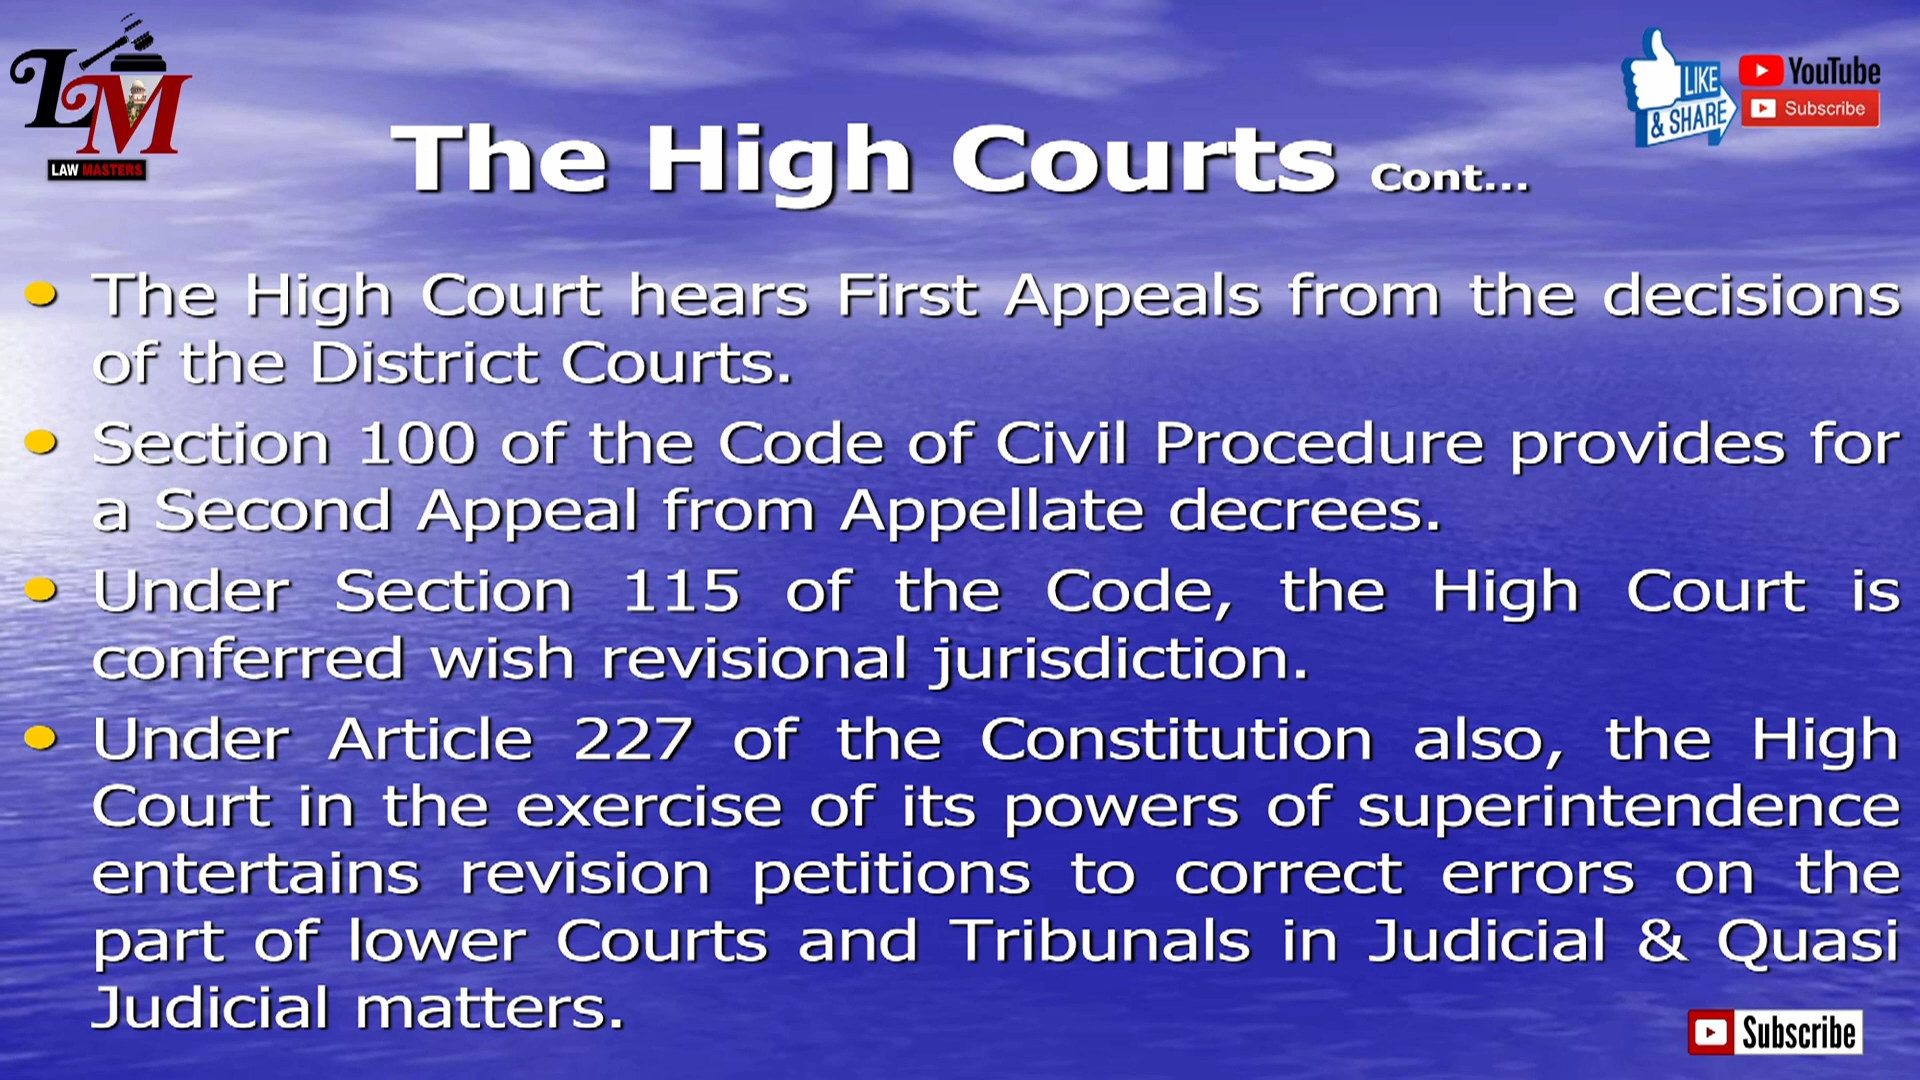 LM
LAW MASTERS
LIKE
& SHARE
YouTube
Subscribe
The High Courts Cont...
• The High Court hears First Appeals from the decisions
of the District Courts.
• Section 100 of the Code of Civil Procedure provides for
a Second Appeal from Appellate decrees.
• Under Section 115 of the Code, the High Court is
conferred wish revisional jurisdiction.
• Under Article 227 of the Constitution also, the High
Court in the exercise of its powers of superintendence
entertains revision petitions to correct errors on the
part of lower Courts and Tribunals in Judicial & Quasi
Judicial matters.
Subscribe